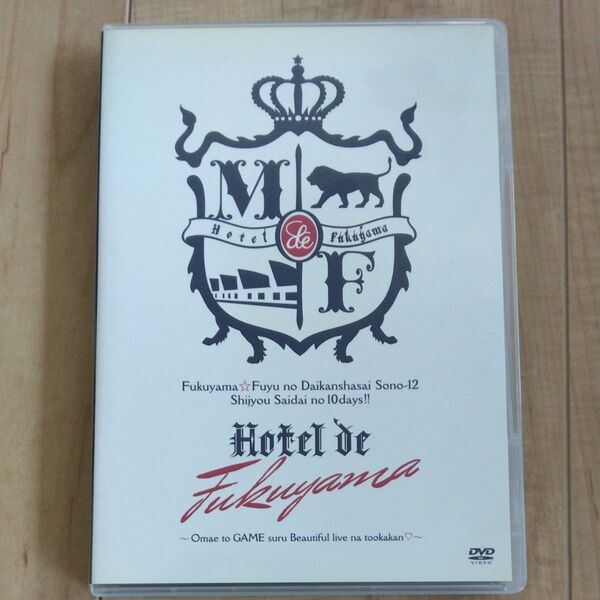 M
Hotel de Fukuyama
F
Fukuyama☆Fuyu no Daikanshasai Sono-12
Shijyou Saidai no 10days!!
Hotel de
Fukuyama
～Omae to GAME suru Beautiful live na tookakan♡～
DVD
VIDEO